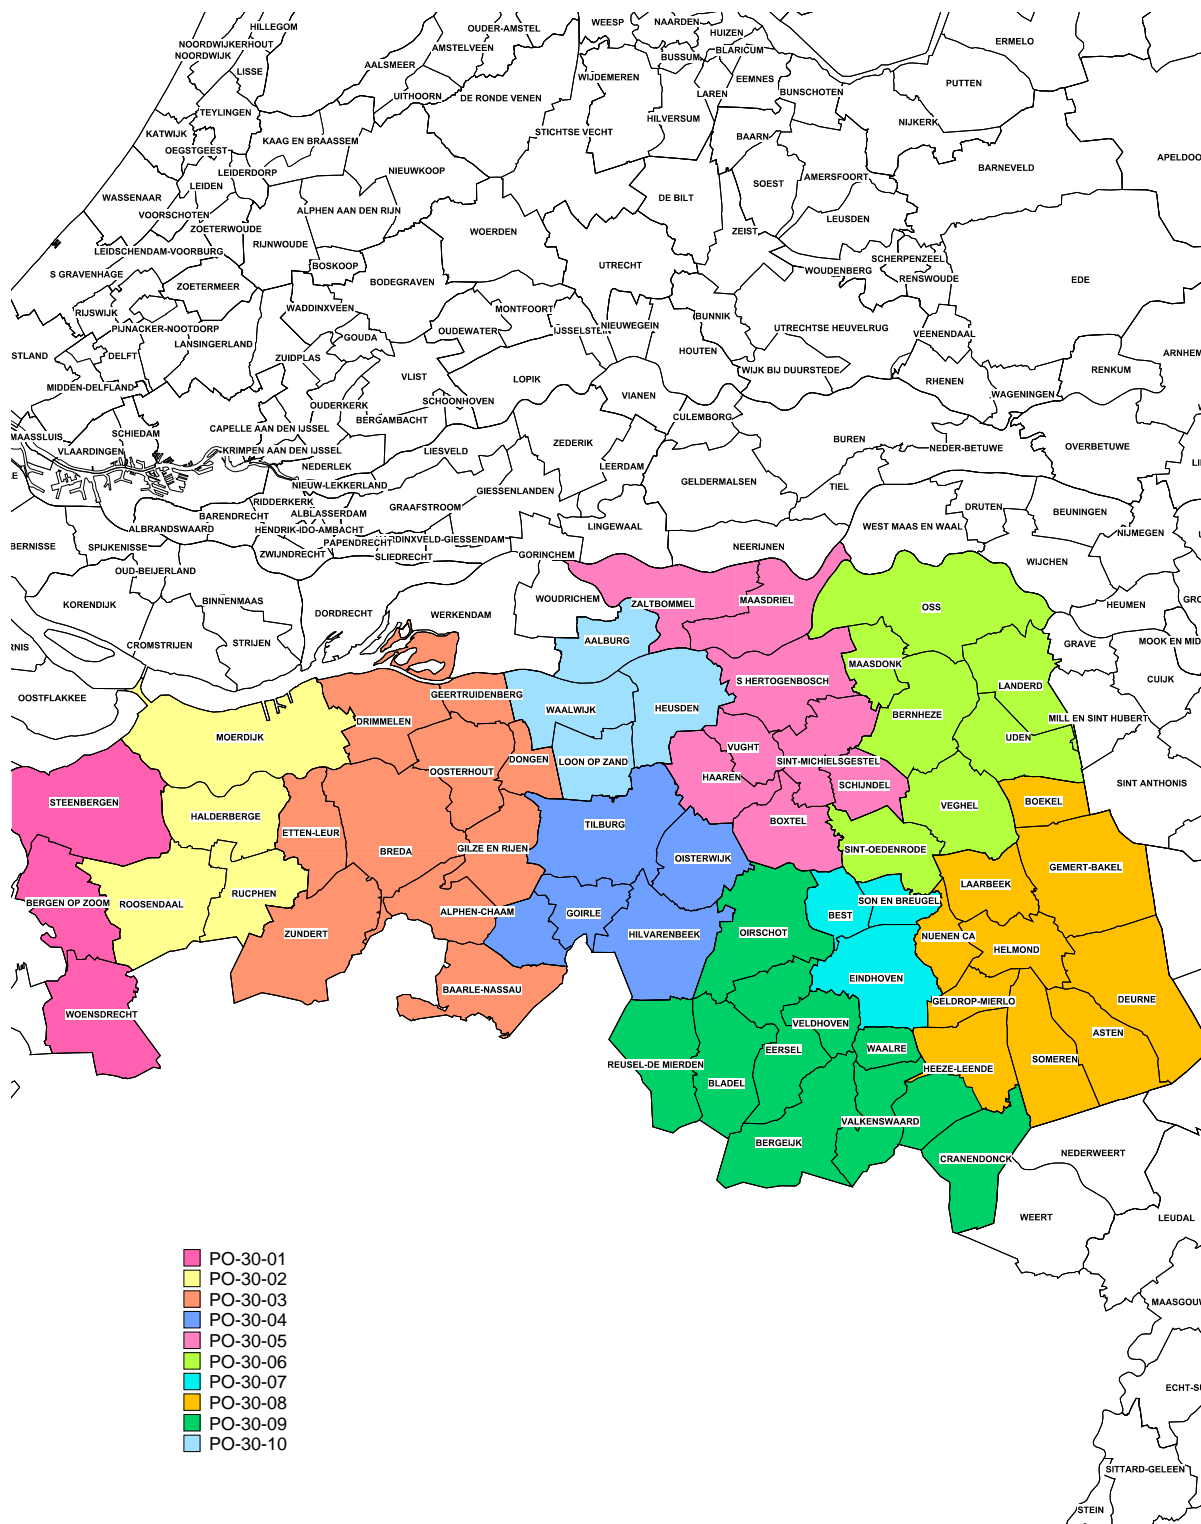 HILLEGOM
OUDER-AMSTEL
WEESP
NAARDEN
HUIZEN
ERMELO
NOORDWIJKERHOUT
AMSTELVEEN
BLARICUM
NOORDWIJK
BUSSUM
LISSE
AALSMEER
WIJDEMEREN
EEMNES
PUTTEN
UITHOORN
DE RONDE VENEN
LAREN
BUNSCHOTEN
TEYLINGEN
HILVERSUM
NIJKERK
KATWIJK
KAAG EN BRAASSEM
STICHTSE VECHT
BAARN
OEGSTGEEST
APELDOO
LEIDERDORP
NIEUWKOOP
BARNEVELD
LEIDEN
SOEST
AMERSFOORT
WASSENAAR
DE BILT
VOORSCHOTEN
ALPHEN AAN DEN RIJN
LEUSDEN
ZOETERWOUDE
WOERDEN
ZEIST
RIJNWOUDE
LEIDSCHENDAM-VOORBURG
SCHERPENZEEL
BOSKOOP
UTRECHT
WOUDENBERG
S GRAVENHAGE
RENSWOUDE
ZOETERMEER
BODEGRAVEN
EDE
WADDINXVEEN
MONTFOORT
RIJSWIJK
BUNNIK
PIJNACKER-NOOTDORP
OUDEWATER
IJSSELSTEIN
NIEUWEGEIN
UTRECHTSE HEUVELRUG
VEENENDAAL
GOUDA
LANSINGERLAND
HOUTEN
ARNHEM
STLAND
DELFT
ZUIDPLAS
WIJK BIJ DUURSTEDE
RENKUM
VLIST
LOPIK
RHENEN
MIDDEN-DELFLAND
VIANEN
WAGENINGEN
OUDERKERK
SCHOONHOVEN
CULEMBORG
BERGAMBACHT
CAPELLE AAN DEN IJSSEL
SCHIEDAM
MAASSLUIS
BUREN
ZEDERIK
NEDER-BETUWE
OVERBETUWE
VLAARDINGEN
KRIMPEN AAN DEN IJSSEL
LIESVELD
LI
NEDERLEK
LEERDAM
LE
GELDERMALSEN
NIEUW-LEKKERLAND
TIEL
GIESSENLANDEN
RIDDERKERK
GRAAFSTROOM
DRUTEN
BEUNINGEN
BARENDRECHT
ALBLASSERDAM
ALBRANDSWAARD
HENDRIK-IDO-AMBACHT
LINGEWAAL
WEST MAAS EN WAAL
NIJMEGEN
PAPENDRECHT
RDINXVELD-GIESSENDAM
BERNISSE
SPIJKENISSE
ZWIJNDRECHT
SLIEDRECHT
GORINCHEM
NEERIJNEN
WIJCHEN
OUD-BEIJERLAND
WOUDRICHEM
BINNENMAAS
ZALTBOMMEL
MAASDRIEL
OSS
HEUMEN
GRO
KORENDIJK
DORDRECHT
WERKENDAM
RNIS
CROMSTRIJEN
STRIJEN
AALBURG
GRAVE
MOOK EN MID
MAASDONK
S HERTOGENBOSCH
LANDERD
CUIJK
OOSTFLAKKEE
GEERTRUIDENBERG
WAALWIJK
HEUSDEN
DRIMMELEN
BERNHEZE
MILL EN SINT HUBERT
MOERDIJK
UDEN
VUGHT
DONGEN
LOON OP ZAND
SINT-MICHIELSGESTEL
OOSTERHOUT
HAAREN
SINT ANTHONIS
SCHIJNDEL
STEENBERGEN
BOEKEL
VEGHEL
HALDERBERGE
BOXTEL
TILBURG
ETTEN-LEUR
BREDA
GILZE EN RIJEN
SINT-OEDENRODE
OISTERWIJK
GEMERT-BAKEL
LAARBEEK
RUCPHEN
BERGEN OP ZOOM
ROOSENDAAL
SON EN BREUGEL
ALPHEN-CHAAM
GOIRLE
BEST
ZUNDERT
HILVARENBEEK
OIRSCHOT
NUENEN CA
HELMOND
EINDHOVEN
BAARLE-NASSAU
DEURNE
WOENSDRECHT
GELDROP-MIERLO
VELDHOVEN
ASTEN
EERSEL
WAALRE
REUSEL-DE MIERDEN
SOMEREN
HEEZE-LEENDE
BLADEL
VALKENSWAARD
BERGEIJK
CRANENDONCK
NEDERWEERT
WEERT
LEUDAL
PO-30-01
PO-30-02
PO-30-03
MAASGOUW
PO-30-04
PO-30-05
PO-30-06
PO-30-07
ECHT-SU
PO-30-08
PO-30-09
PO-30-10
SITTARD-GELEEN
STEIN